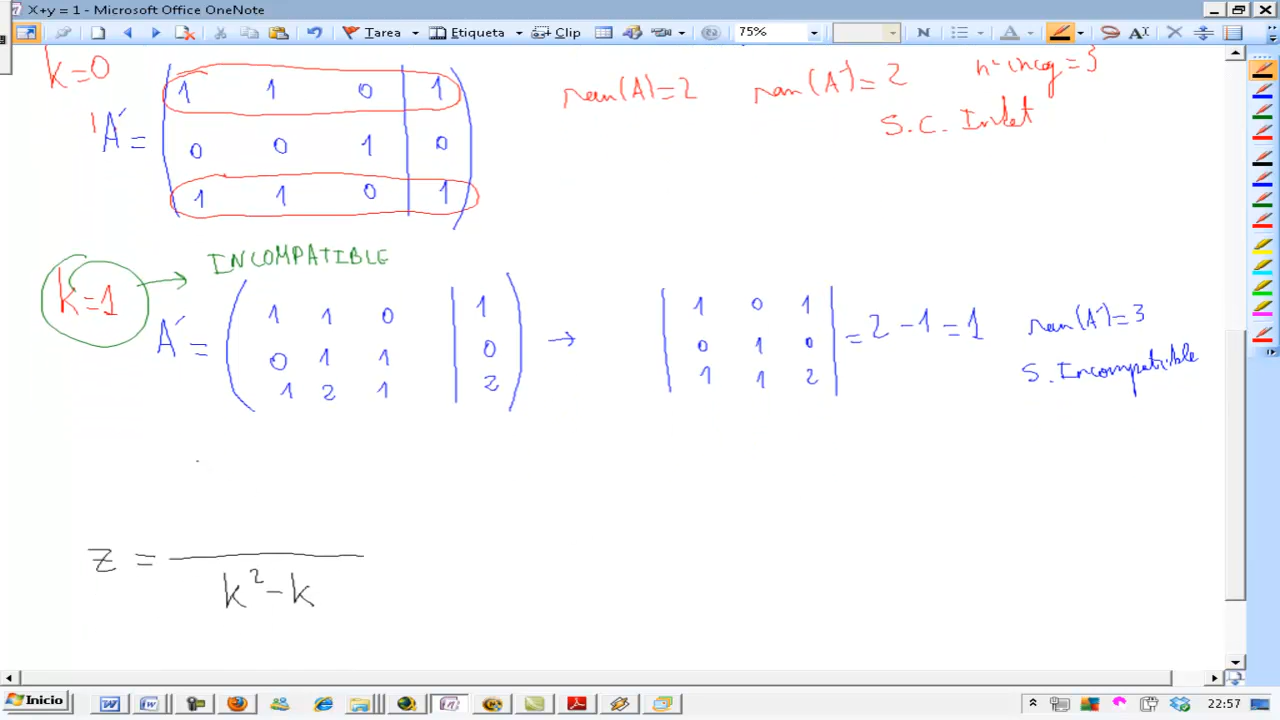 X+y = 1 - Microsoft Office OneNote
Tarea Etiqueta Clip 75% N
k=0
ran(A)=2 ran(A´)=2 nºincog=3
S.C. Indet
A´= ( 1 1 0 | 1
0 0 1 | 0
1 1 0 | 1 )
k=1 → INCOMPATIBLE
A´= ( 1 1 0 | 1
0 1 1 | 0
1 2 1 | 2 )
→ | 1 0 1
0 1 0
1 1 2 | = 2 - 1 = 1
ran(A´)=3
S. Incompatible
z = ———
k² - k
Inicio 22:57